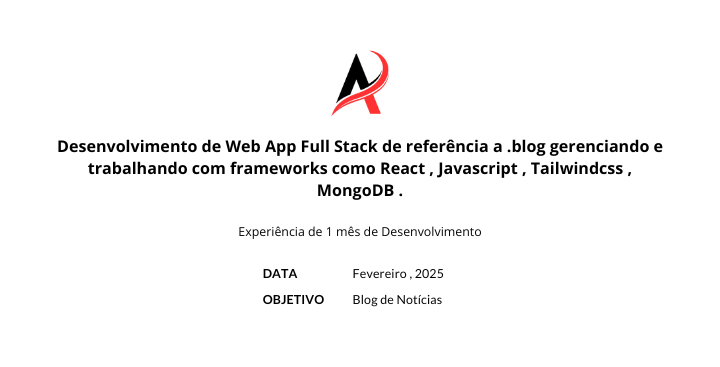 Desenvolvimento de Web App Full Stack de referência a .blog gerenciando e
trabalhando com frameworks como React , Javascript , Tailwindcss ,
MongoDB .
Experiência de 1 mês de Desenvolvimento
DATA Fevereiro , 2025
OBJETIVO Blog de Notícias